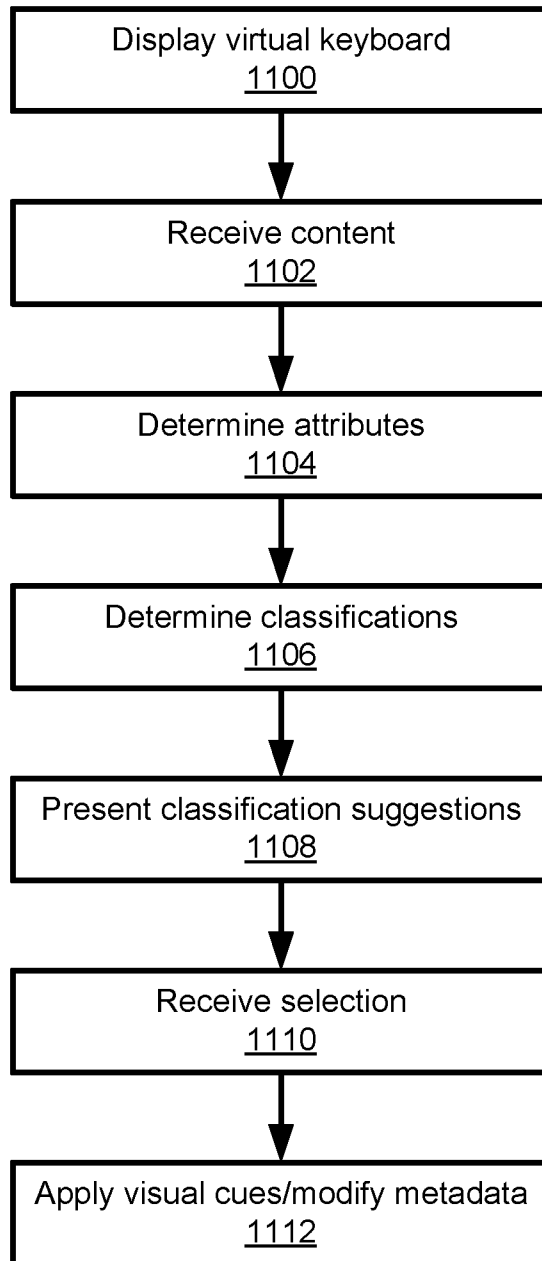 Display virtual keyboard
1100
Receive content
1102
Determine attributes
1104
Determine classifications
1106
Present classification suggestions
1108
Receive selection
1110
Apply visual cues/modify metadata
1112